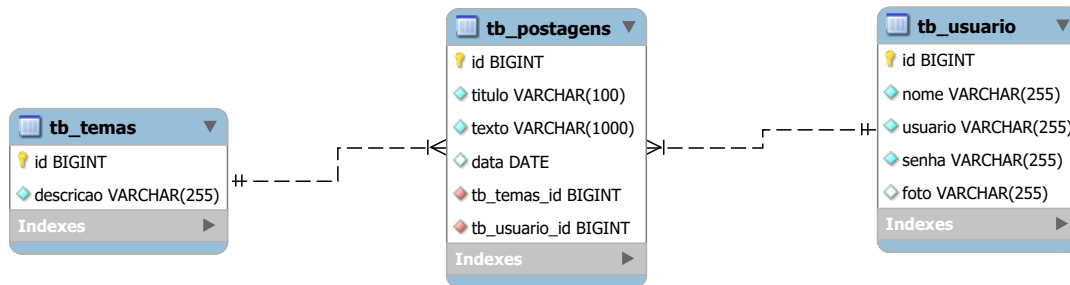 tb_temas
id BIGINT
descricao VARCHAR(255)
Indexes
tb_postagens
id BIGINT
titulo VARCHAR(100)
texto VARCHAR(1000)
data DATE
tb_temas_id BIGINT
tb_usuario_id BIGINT
Indexes
tb_usuario
id BIGINT
nome VARCHAR(255)
usuario VARCHAR(255)
senha VARCHAR(255)
foto VARCHAR(255)
Indexes